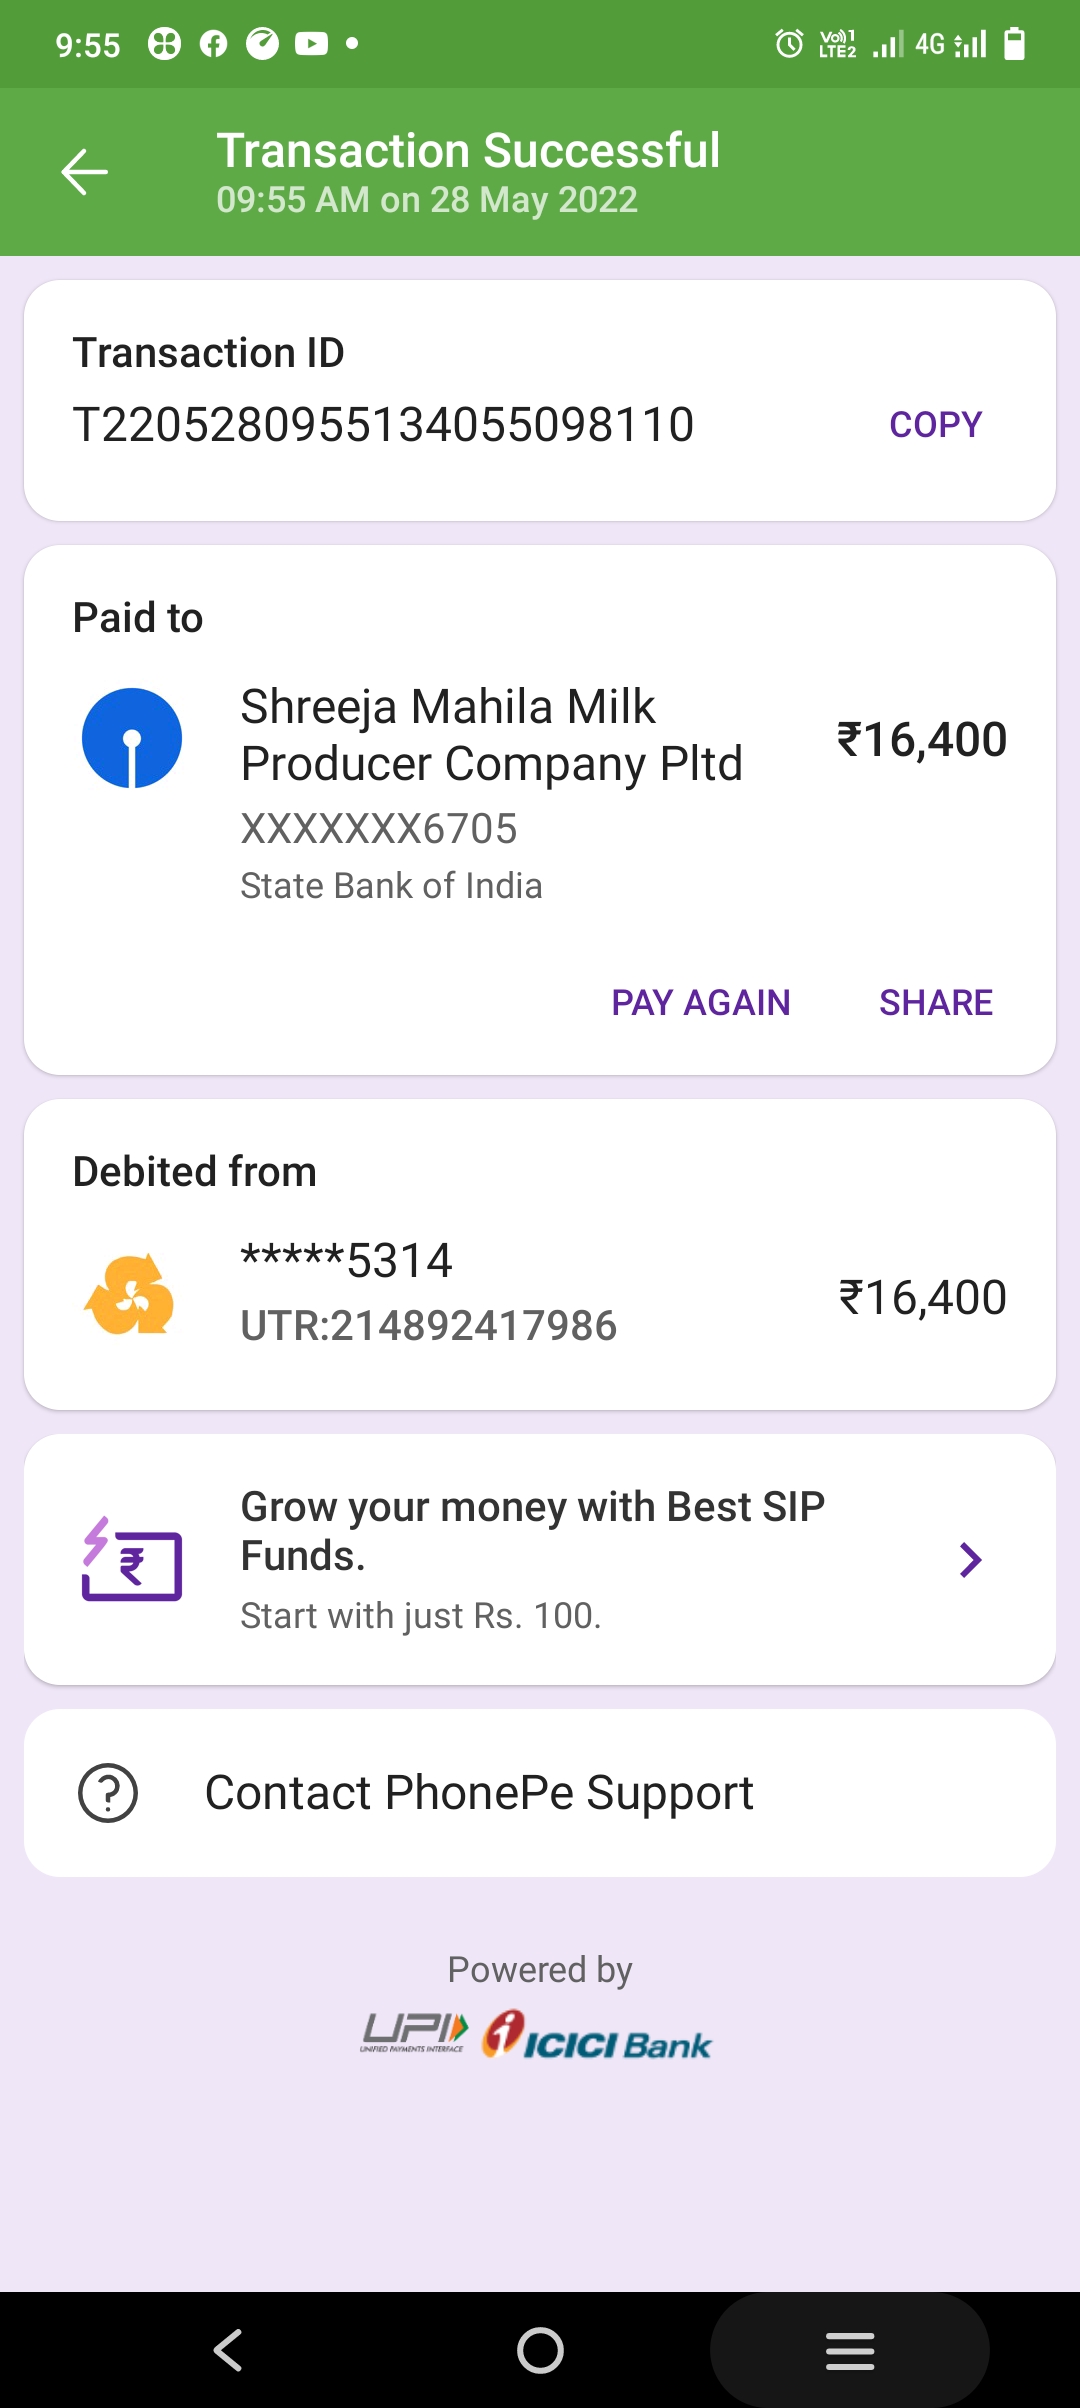 9:55
Vo))1
LTE2
4G
Transaction Successful
09:55 AM on 28 May 2022
Transaction ID
T2205280955134055098110
COPY
Paid to
Shreeja Mahila Milk
Producer Company Pltd
₹16,400
XXXXXXX6705
State Bank of India
PAY AGAIN
SHARE
Debited from
*****5314
₹16,400
UTR:214892417986
Grow your money with Best SIP
Funds.
Start with just Rs. 100.
Contact PhonePe Support
Powered by
UPI
UNIFIED PAYMENTS INTERFACE
ICICI Bank